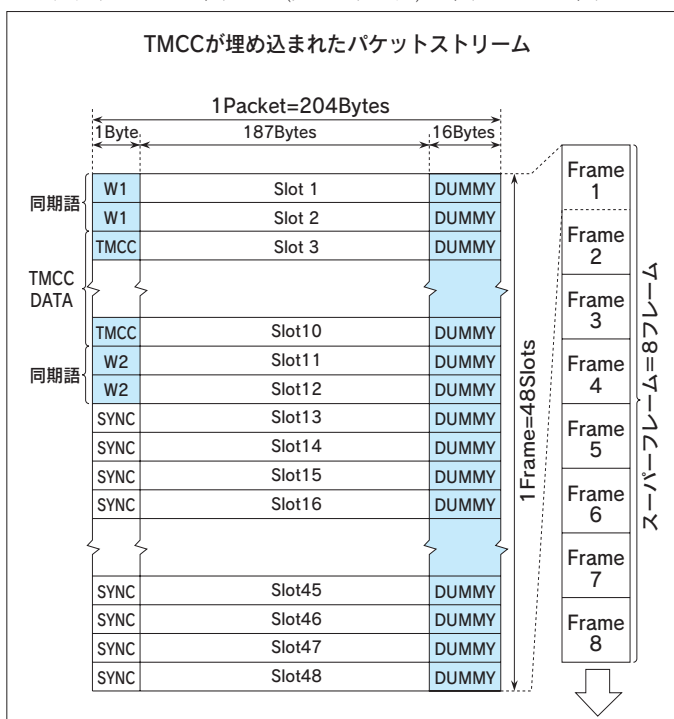 TMCCが埋め込まれたパケットストリーム
1Packet=204Bytes
1Byte 187Bytes 16Bytes
同期語
W1 Slot 1 DUMMY
W1 Slot 2 DUMMY
TMCC Slot 3 DUMMY
TMCC
DATA
TMCC Slot10 DUMMY
同期語
W2 Slot11 DUMMY
W2 Slot12 DUMMY
SYNC Slot13 DUMMY
SYNC Slot14 DUMMY
SYNC Slot15 DUMMY
SYNC Slot16 DUMMY
SYNC Slot45 DUMMY
SYNC Slot46 DUMMY
SYNC Slot47 DUMMY
SYNC Slot48 DUMMY
1Frame=48Slots
Frame
1
Frame
2
Frame
3
Frame
4
Frame
5
Frame
6
Frame
7
Frame
8
スーパーフレーム=8フレーム